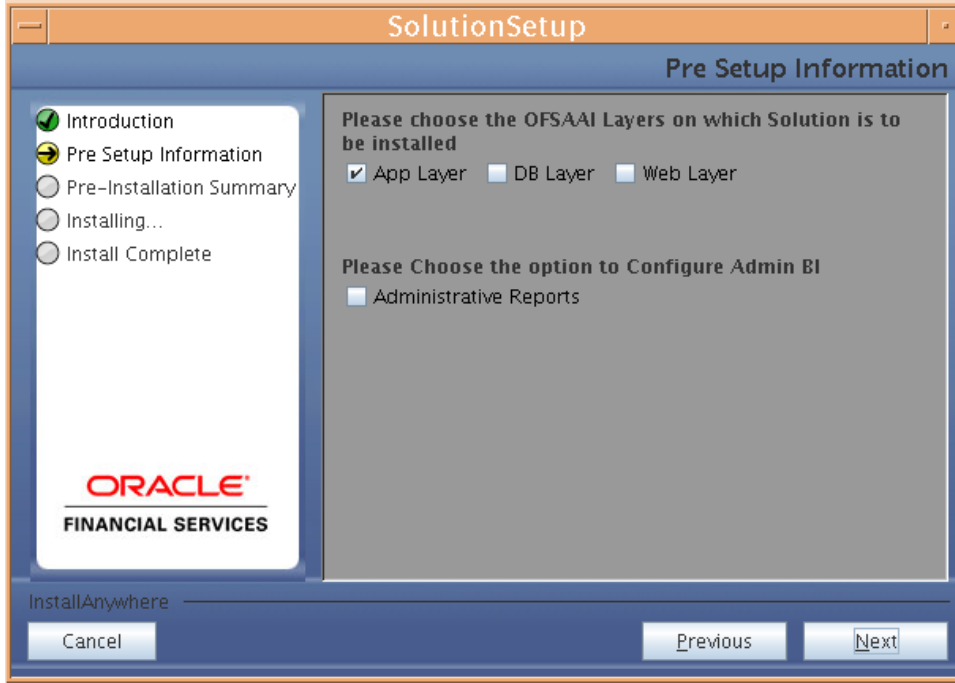 SolutionSetup
Pre Setup Information
Introduction
Pre Setup Information
Pre-Installation Summary
Installing...
Install Complete
ORACLE
FINANCIAL SERVICES
Please choose the OFSAAI Layers on which Solution is to
be installed
App Layer DB Layer Web Layer
Please Choose the option to Configure Admin BI
Administrative Reports
InstallAnywhere
Cancel Previous Next